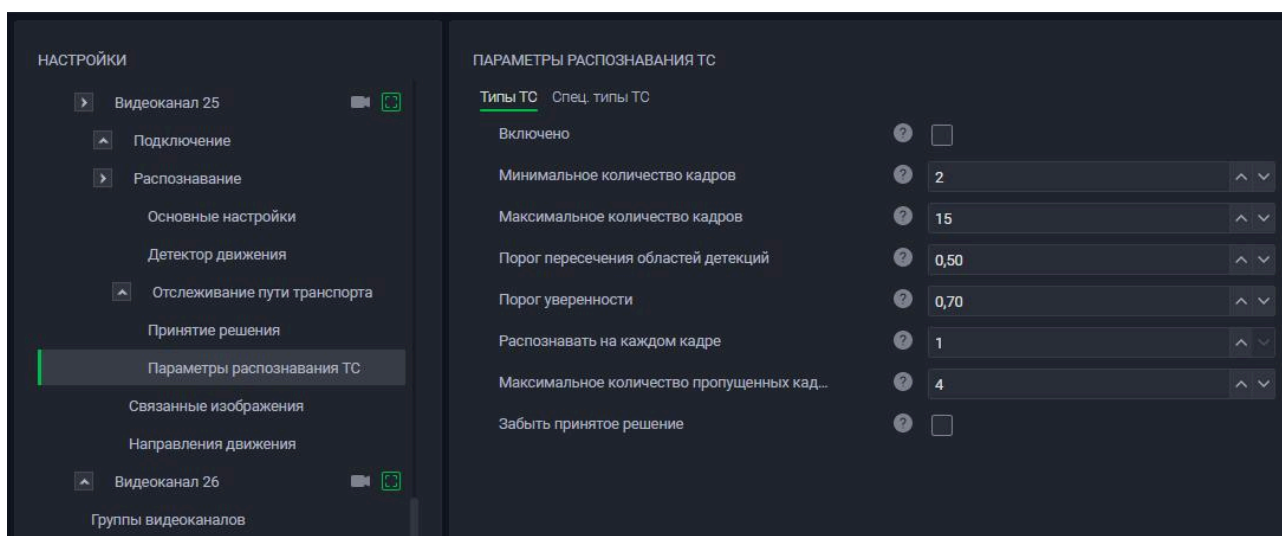 НАСТРОЙКИ
Видеоканал 25
Подключение
Распознавание
Основные настройки
Детектор движения
Отслеживание пути транспорта
Принятие решения
Параметры распознавания ТС
Связанные изображения
Направления движения
Видеоканал 26
Группы видеоканалов
ПАРАМЕТРЫ РАСПОЗНАВАНИЯ ТС
Типы ТС Спец. типы ТС
Включено ?
Минимальное количество кадров ? 2
Максимальное количество кадров ? 15
Порог пересечения областей детекций ? 0,50
Порог уверенности ? 0,70
Распознавать на каждом кадре ? 1
Максимальное количество пропущенных кад... ? 4
Забыть принятое решение ?